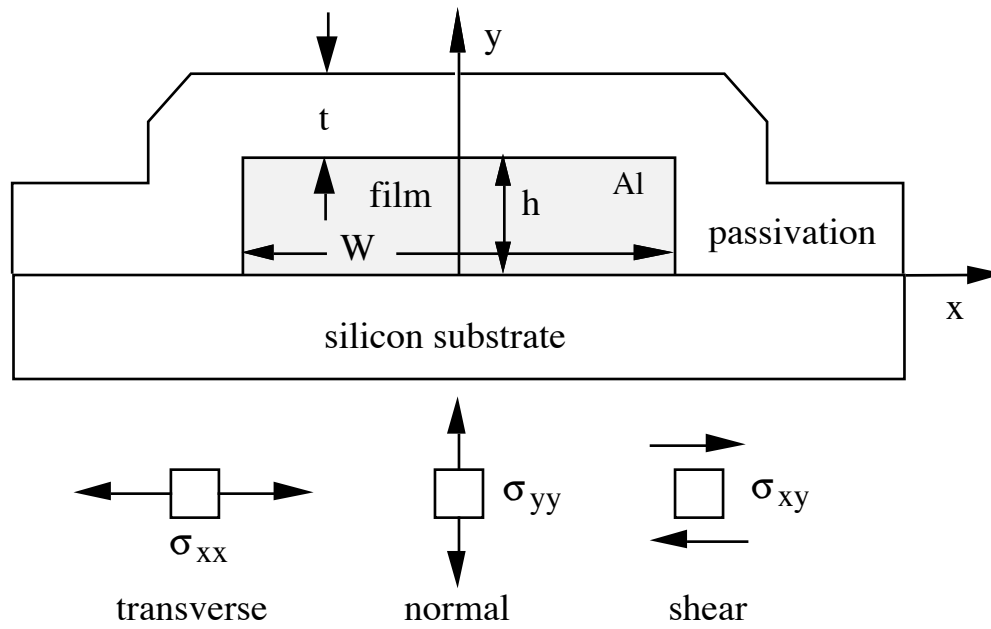 y
t
Al
film
h
W
passivation
x
silicon substrate
σxx
σyy
σxy
transverse
normal
shear